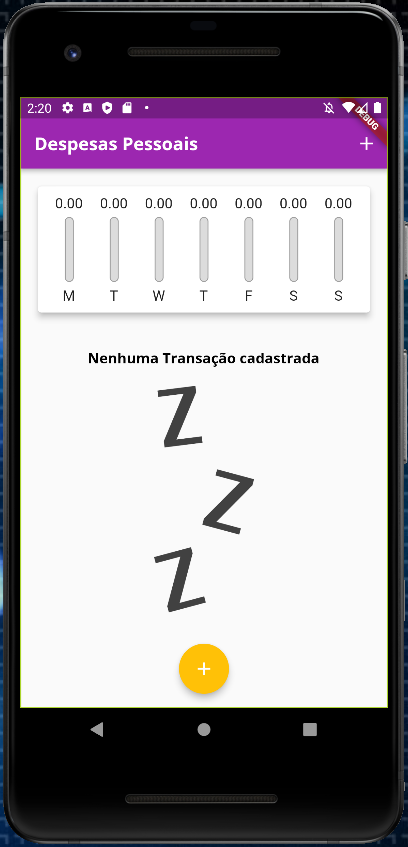 2:20
DEBUG
Despesas Pessoais +
0.00 0.00 0.00 0.00 0.00 0.00 0.00
M T W T F S S
Nenhuma Transação cadastrada
Z
Z
Z
+